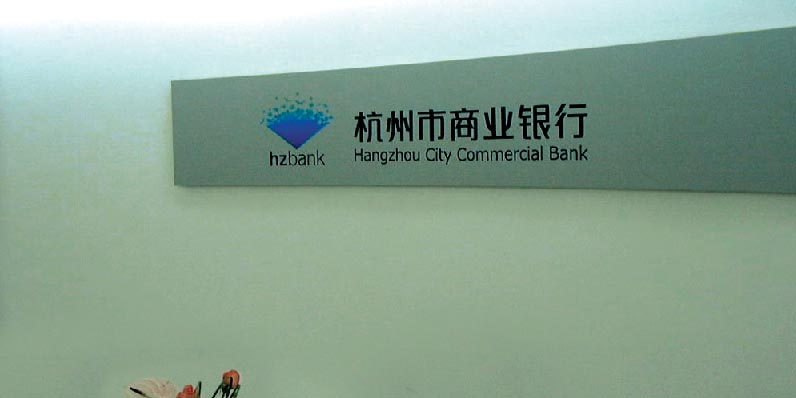 杭州市商业银行
hzbank
Hangzhou City Commercial Bank